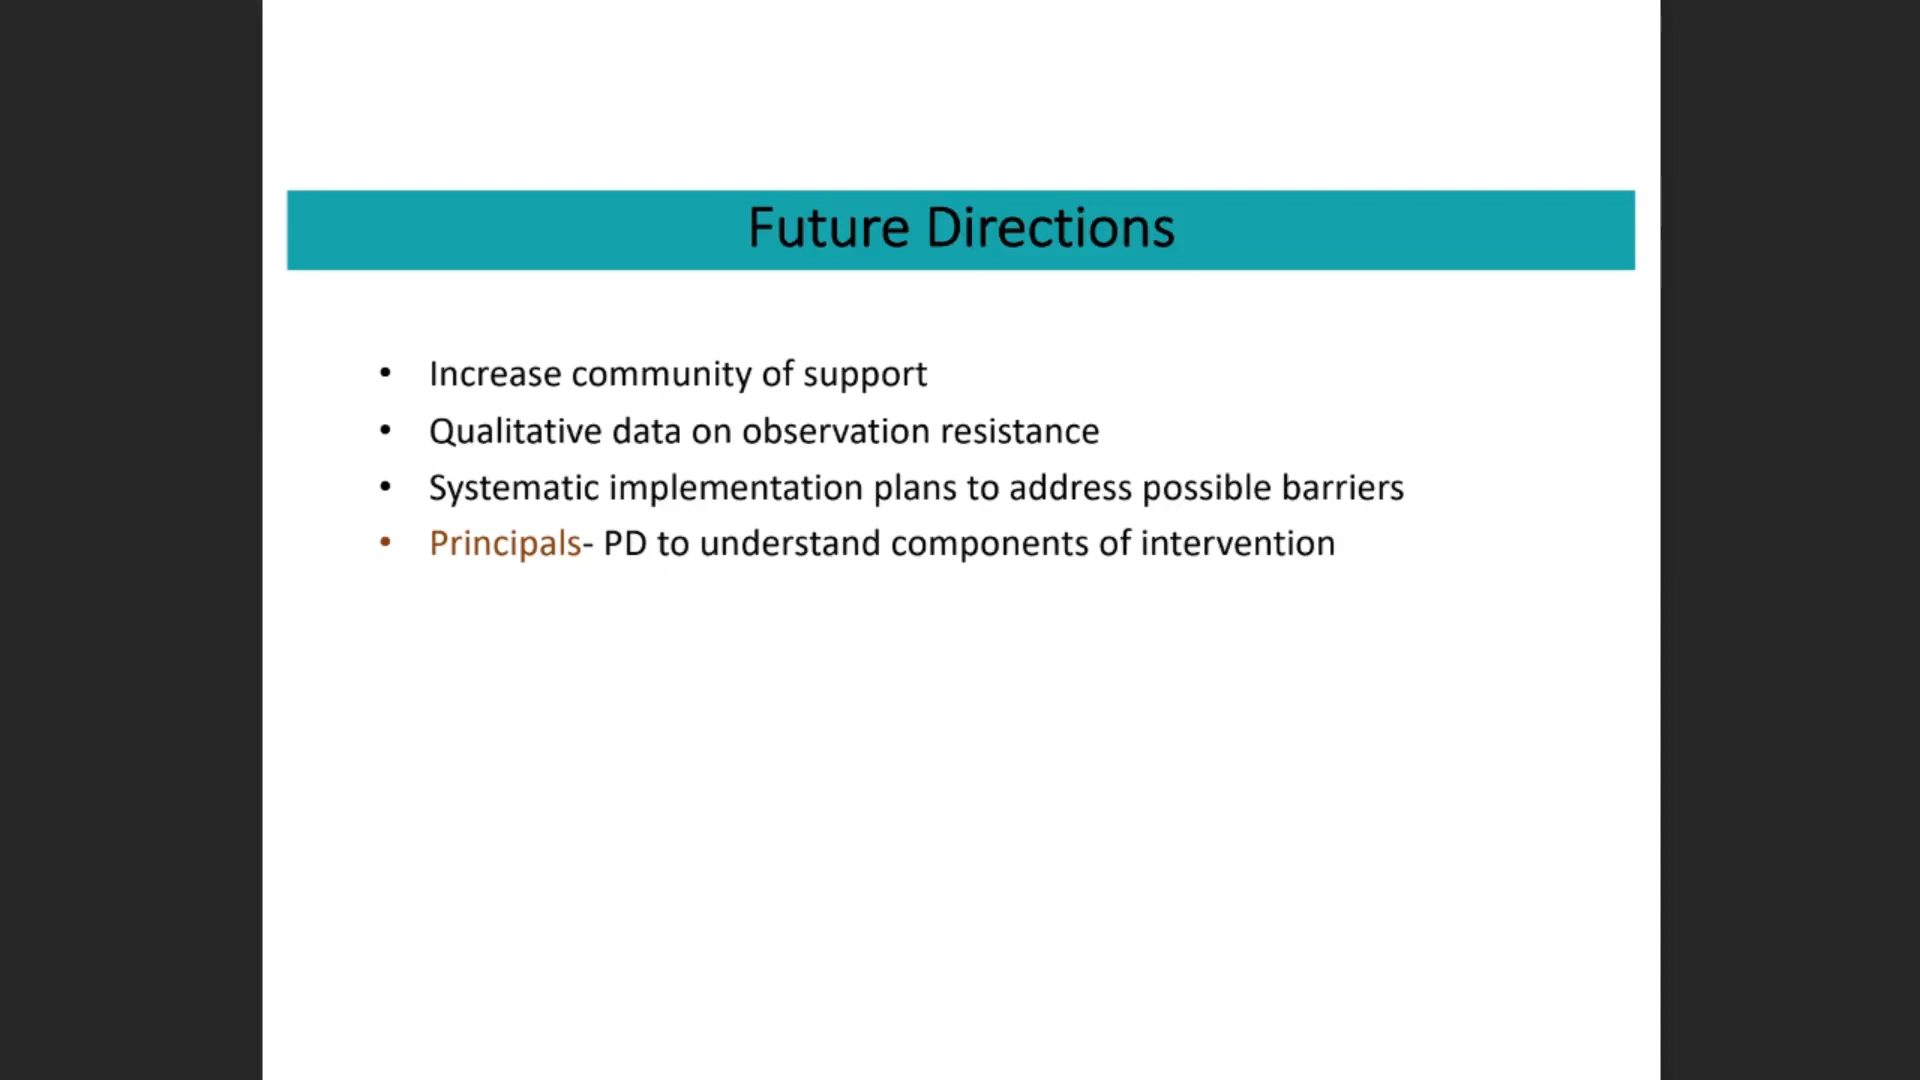 Future Directions
• Increase community of support
• Qualitative data on observation resistance
• Systematic implementation plans to address possible barriers
• Principals- PD to understand components of intervention